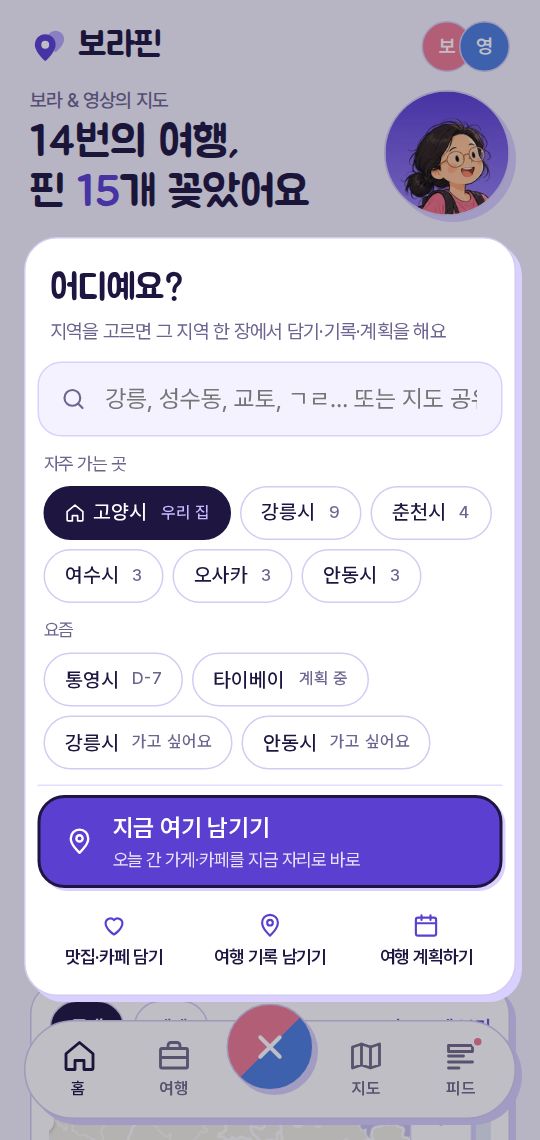 보라핀
보 영
보라 & 영상의 지도
14번의 여행,
핀 15개 꽂았어요
어디예요?
지역을 고르면 그 지역 한 장에서 담기·기록·계획을 해요
강릉, 성수동, 교토, ㄱㄹ... 또는 지도 공
자주 가는 곳
고양시 우리 집 강릉시 9 춘천시 4
여수시 3 오사카 3 안동시 3
요즘
통영시 D-7 타이베이 계획 중
강릉시 가고 싶어요 안동시 가고 싶어요
지금 여기 남기기
오늘 간 가게·카페를 지금 자리로 바로
맛집·카페 담기 여행 기록 남기기 여행 계획하기
홈 여행 지도 피드